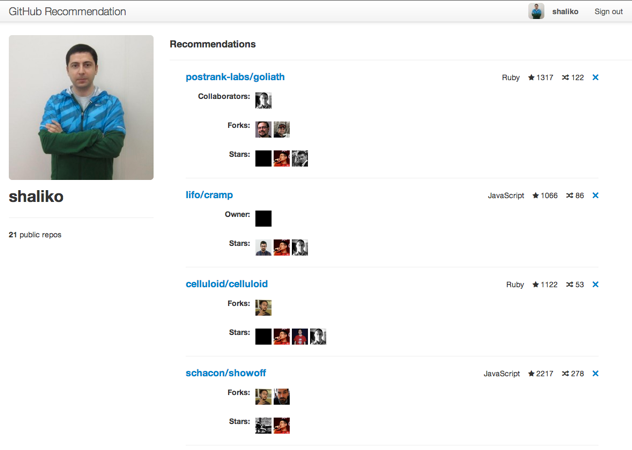 GitHub Recommendation shaliko Sign out
Recommendations
postrank-labs/goliath Ruby 1317 122
Collaborators:
Forks:
Stars:
shaliko
21 public repos
lifo/cramp JavaScript 1066 86
Owner:
Stars:
celluloid/celluloid Ruby 1122 53
Forks:
Stars:
schacon/showoff JavaScript 2217 278
Forks:
Stars: